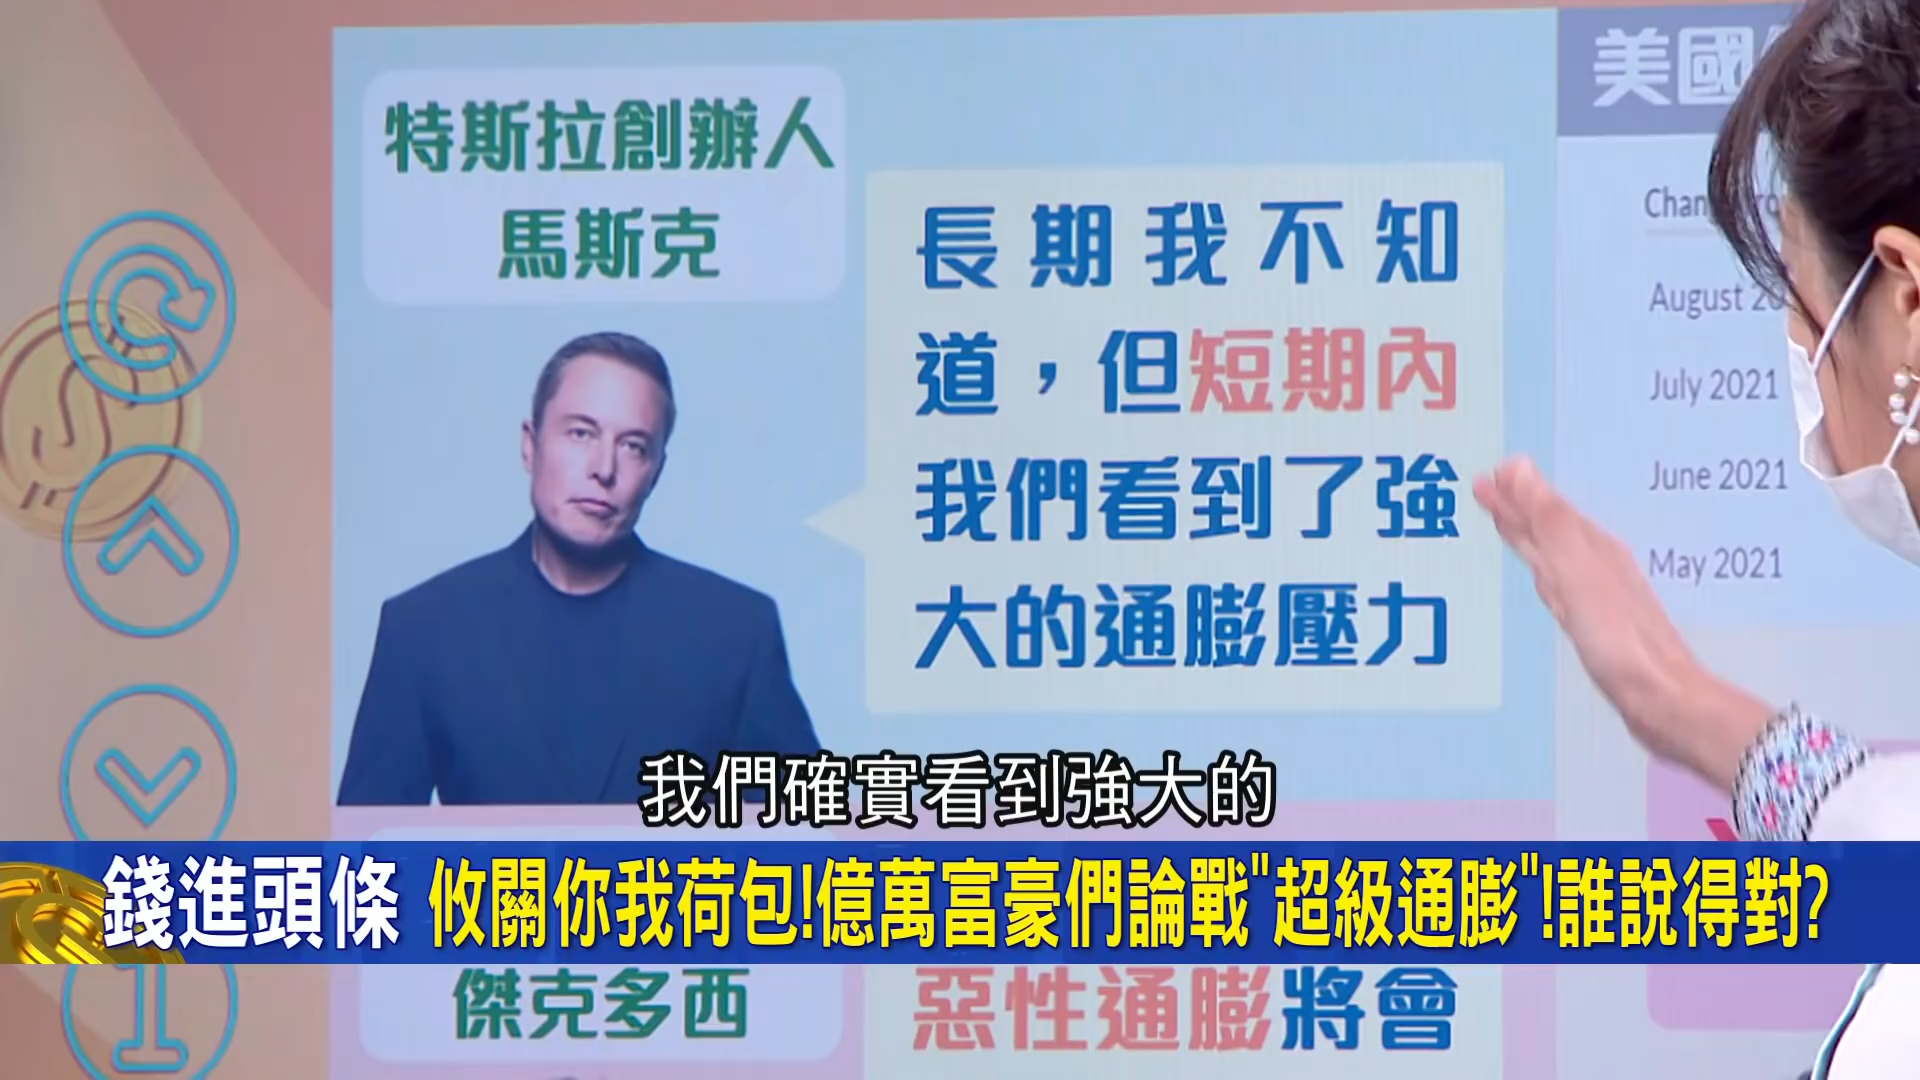 特斯拉創辦人
馬斯克
長期我不知
道，但短期內
我們看到了強
大的通膨壓力
美國
August 20
July 2021
June 2021
May 2021
我們確實看到強大的
錢進頭條 攸關你我荷包!億萬富豪們論戰"超級通膨"!誰說得對?
傑克多西
惡性通膨將會